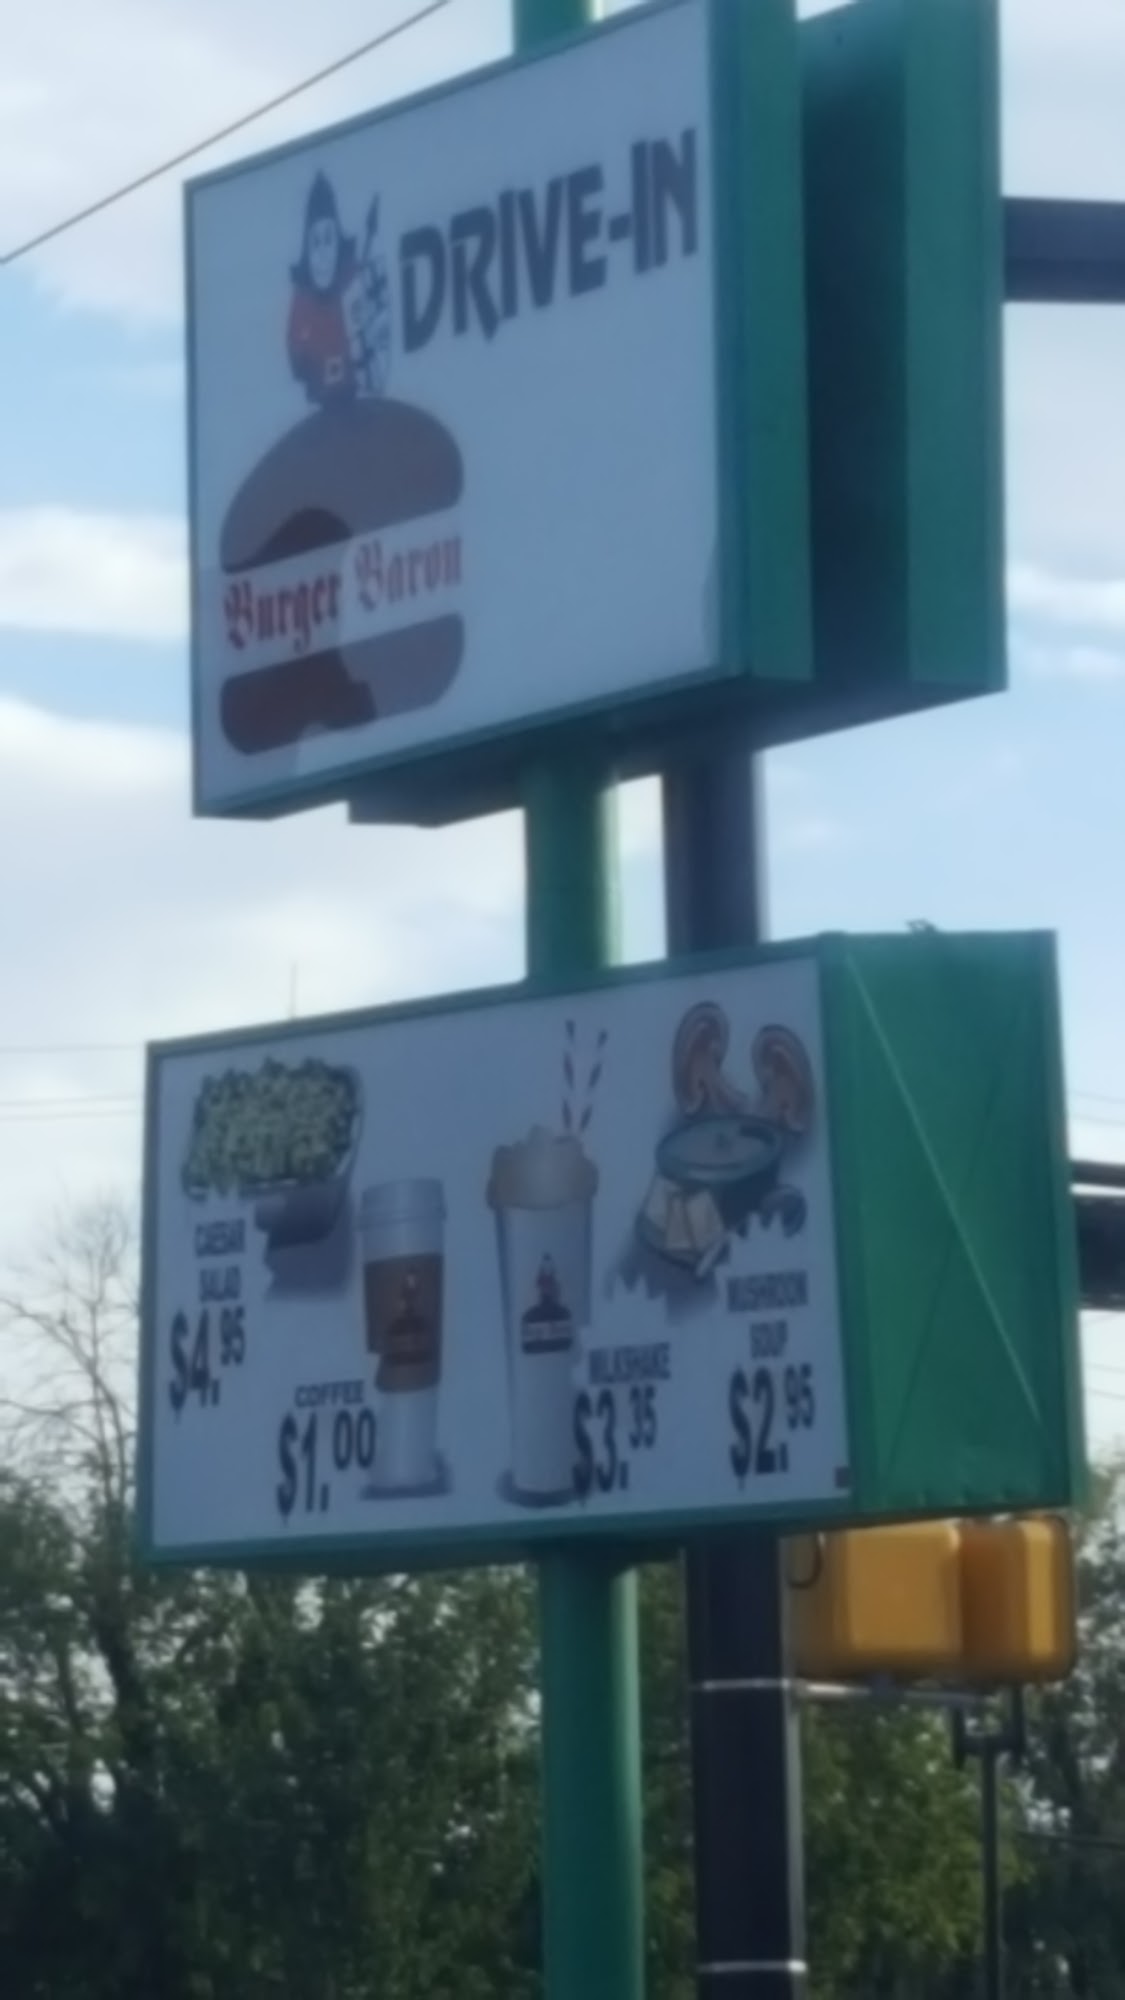 DRIVE-IN
Burger Baron
CAESAR
SALAD
$4.95
COFFEE
$1.00
MILKSHAKE
$3.35
MUSHROOM
SOUP
$2.95